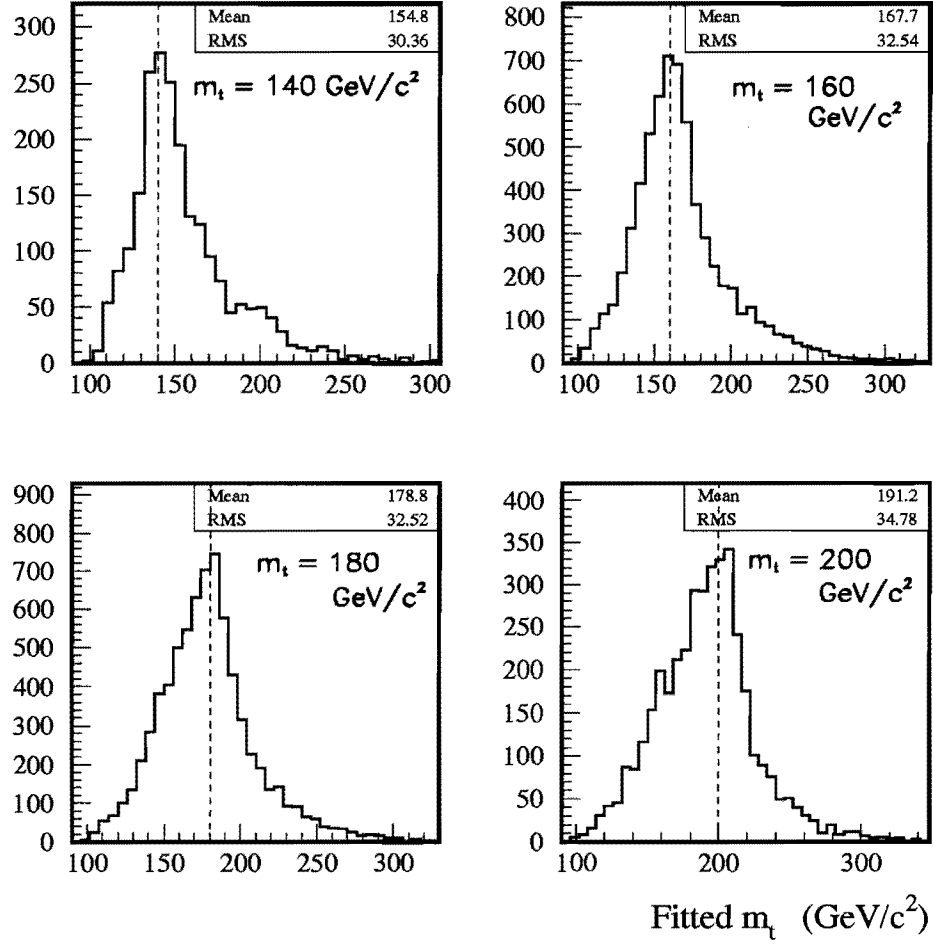 Mean 154.8
RMS 30.36
m_t = 140 GeV/c²
300
250
200
150
100
50
0
100 150 200 250 300
Mean 167.7
RMS 32.54
m_t = 160
GeV/c²
800
700
600
500
400
300
200
100
0
100 150 200 250 300
Mean 178.8
RMS 32.52
m_t = 180
GeV/c²
900
800
700
600
500
400
300
200
100
0
100 150 200 250 300
Mean 191.2
RMS 34.78
m_t = 200
GeV/c²
400
350
300
250
200
150
100
50
0
100 200 300
Fitted m_t (GeV/c²)